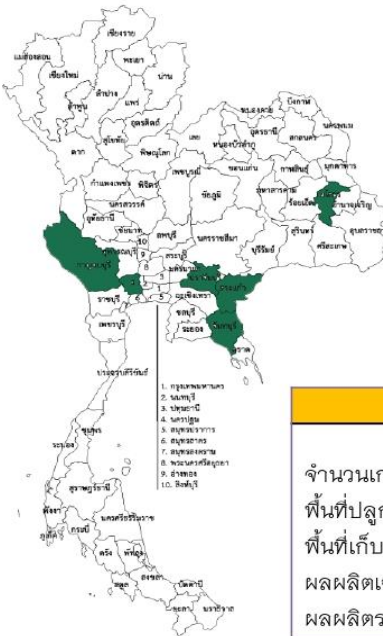 เชียงราย
แม่ฮ่องสอน
พะเยา
เชียงใหม่
น่าน
ลำปาง
ลำพูน
แพร่
อุตรดิตถ์
สุโขทัย
ตาก
พิษณุโลก
เลย
หนองคาย
บึงกาฬ
นครพนม
อุดรธานี
สกลนคร
หนองบัวลำภู
กำแพงเพชร
พิจิตร
เพชรบูรณ์
ขอนแก่น
กาฬสินธุ์
มุกดาหาร
ชัยภูมิ
มหาสารคาม
ร้อยเอ็ด
ยโสธร
อำนาจเจริญ
นครสวรรค์
อุทัยธานี
ชัยนาท
ลพบุรี
นครราชสีมา
บุรีรัมย์
สุรินทร์
ศรีสะเกษ
อุบลราชธานี
สุพรรณบุรี
สระบุรี
กาญจนบุรี
10
9
8
6
5
ราชบุรี
ฉะเชิงเทรา
สระแก้ว
ชลบุรี
ระยอง
จันทบุรี
ตราด
เพชรบุรี
ประจวบคีรีขันธ์
1. กรุงเทพมหานคร
2. นนทบุรี
3. ปทุมธานี
4. นครปฐม
5. สมุทรปราการ
6. สมุทรสาคร
7. สมุทรสงคราม
8. พระนครศรีอยุธยา
9. อ่างทอง
10. สิงห์บุรี
ชุมพร
ระนอง
สุราษฎร์ธานี
พังงา
นครศรีธรรมราช
ภูเก็ต
กระบี่
ตรัง
พัทลุง
สงขลา
สตูล
ปัตตานี
ยะลา
นราธิวาส
จำนวนเก
พื้นที่ปลูก
พื้นที่เก็บ
ผลผลิตเฉ
ผลผลิตร